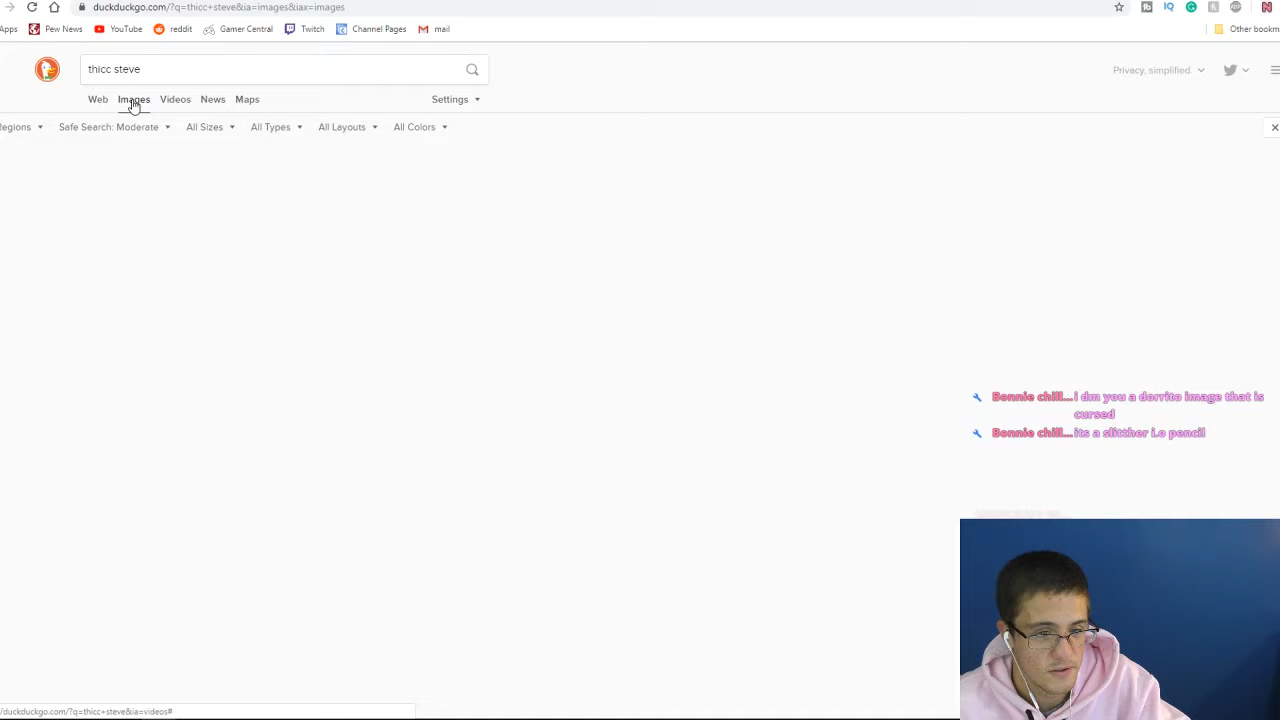 duckduckgo.com/?q=thicc+steve&ia=images&iax=images
Apps Pew News YouTube reddit Gamer Central Twitch Channel Pages mail Other bookm
thicc steve
Privacy, simplified.
Web Images Videos News Maps Settings
Regions Safe Search: Moderate All Sizes All Types All Layouts All Colors
Bonnie chill... i dm you a dorrito image that is
cursed
Bonnie chill... its a slitther i.o pencil
/duckduckgo.com/?q=thicc+steve&ia=videos#